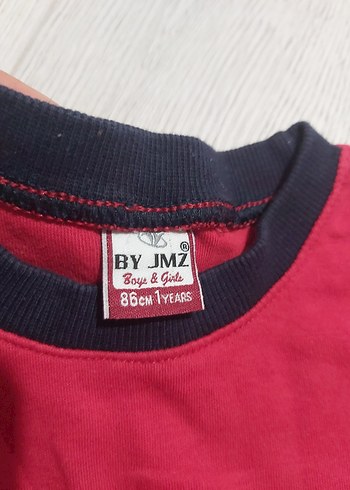 BY JMZ®
Boys & Girls
86CM 1YEARS